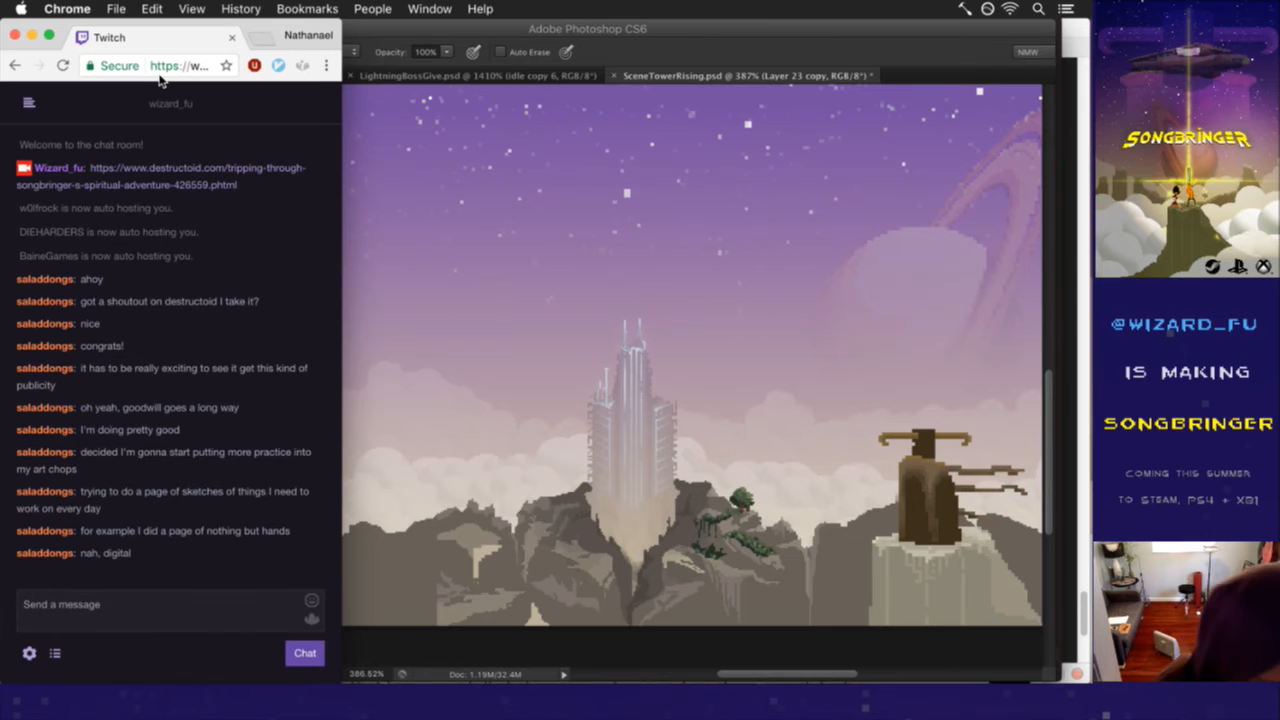 Chrome File Edit View History Bookmarks People Window Help
Twitch
Nathanael
Secure https://w...
wizard_fu
Welcome to the chat room!
Wizard_fu: https://www.destructoid.com/tripping-through-
songbringer-s-spiritual-adventure-426559.phtml
w0lfrock is now auto hosting you.
DIEHARDERS is now auto hosting you.
BaineGames is now auto hosting you.
saladdongs: ahoy
saladdongs: got a shoutout on destructoid I take it?
saladdongs: nice
saladdongs: congrats!
saladdongs: it has to be really exciting to see it get this kind of
publicity
saladdongs: oh yeah, goodwill goes a long way
saladdongs: I'm doing pretty good
saladdongs: decided I'm gonna start putting more practice into
my art chops
saladdongs: trying to do a page of sketches of things I need to
work on every day
saladdongs: for example I did a page of nothing but hands
saladdongs: nah, digital
Send a message
Chat
Adobe Photoshop CS6
Opacity: 100% Auto Erase NMW
LightningBossGive.psd @ 1410% (idle copy 6, RGB/8*)
SceneTowerRising.psd @ 387% (Layer 23 copy, RGB/8*) *
386.52% Doc: 1.19M/32.4M
SONGBRINGER
@WIZARD_FU
IS MAKING
SONGBRINGER
COMING THIS SUMMER
TO STEAM, PS4 + XB1